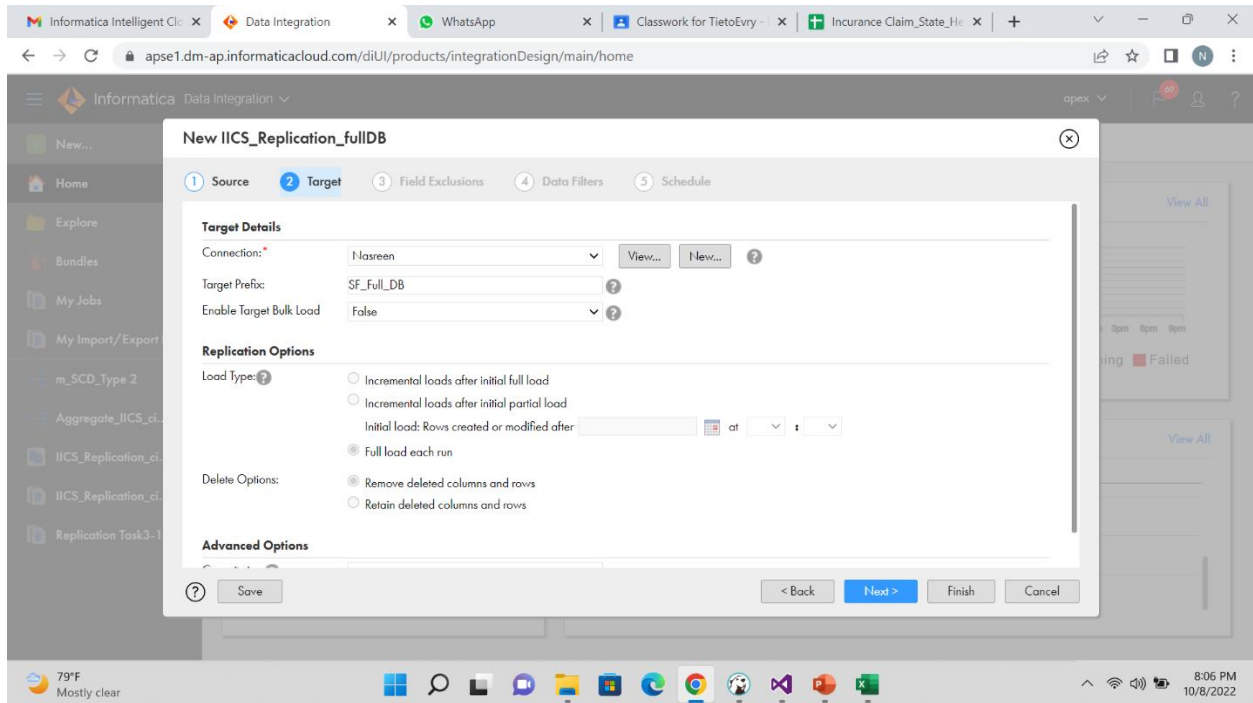 Informatica Intelligent Clo
Data Integration
WhatsApp
Classwork for TietoEvry -
Incurance Claim_State_He
apse1.dm-ap.informaticacloud.com/diUI/products/integrationDesign/main/home
N
Informatica Data Integration
apex
69
?
New...
Home
Explore
Bundles
My Jobs
My Import/Export
m_SCD_Type 2
Aggregate_IICS_ci...
IICS_Replication_ci...
IICS_Replication_ci...
Replication Task3-1
New IICS_Replication_fullDB
1 Source
2 Target
3 Field Exclusions
4 Data Filters
5 Schedule
Target Details
Connection:* Nasreen View... New... ?
Target Prefix: SF_Full_DB ?
Enable Target Bulk Load False ?
Replication Options
Load Type: ? Incremental loads after initial full load
Incremental loads after initial partial load
Initial load: Rows created or modified after at :
Full load each run
Delete Options: Remove deleted columns and rows
Retain deleted columns and rows
Advanced Options
? Save < Back Next > Finish Cancel
View All
8pm 8pm 8pm
ing Failed
View All
79°F
Mostly clear
8:06 PM
10/8/2022